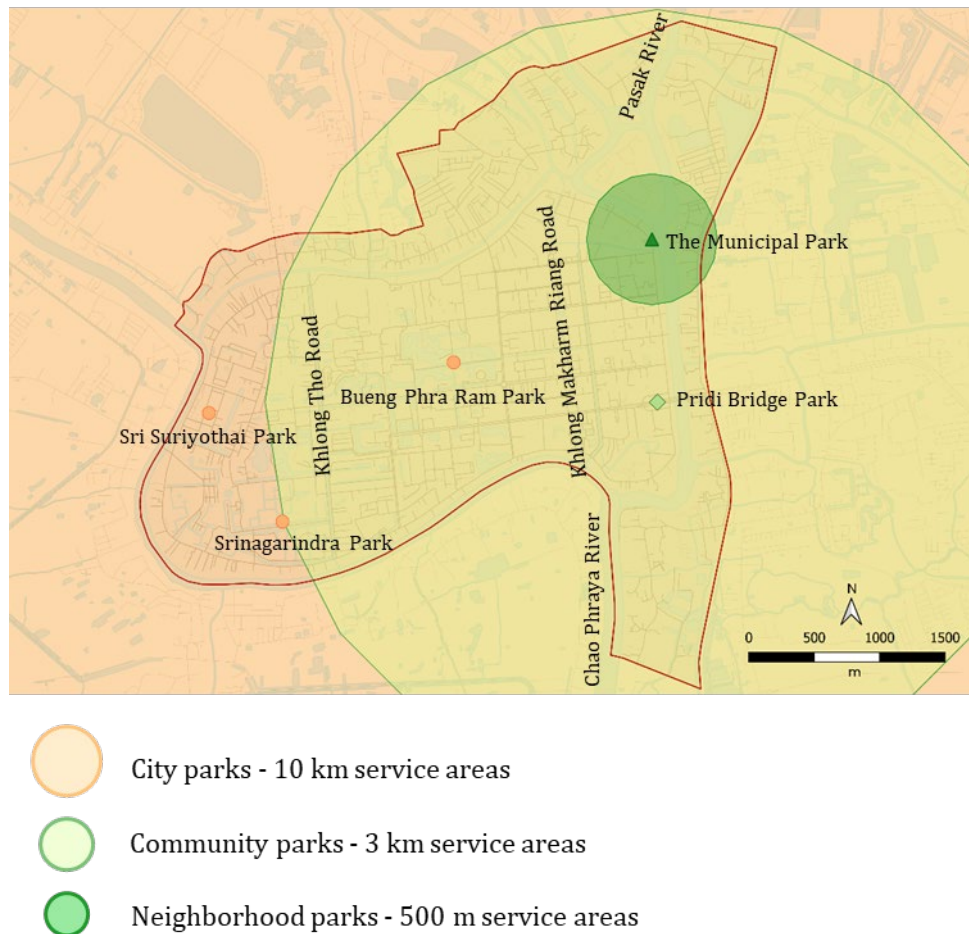 Pasak River
The Municipal Park
Khlong Makharm Riang Road
Khlong Tho Road
Bueng Phra Ram Park
Pridi Bridge Park
Sri Suriyothai Park
Srinagarindra Park
Chao Phraya River
N
0 500 1000 1500
m
City parks - 10 km service areas
Community parks - 3 km service areas
Neighborhood parks - 500 m service areas